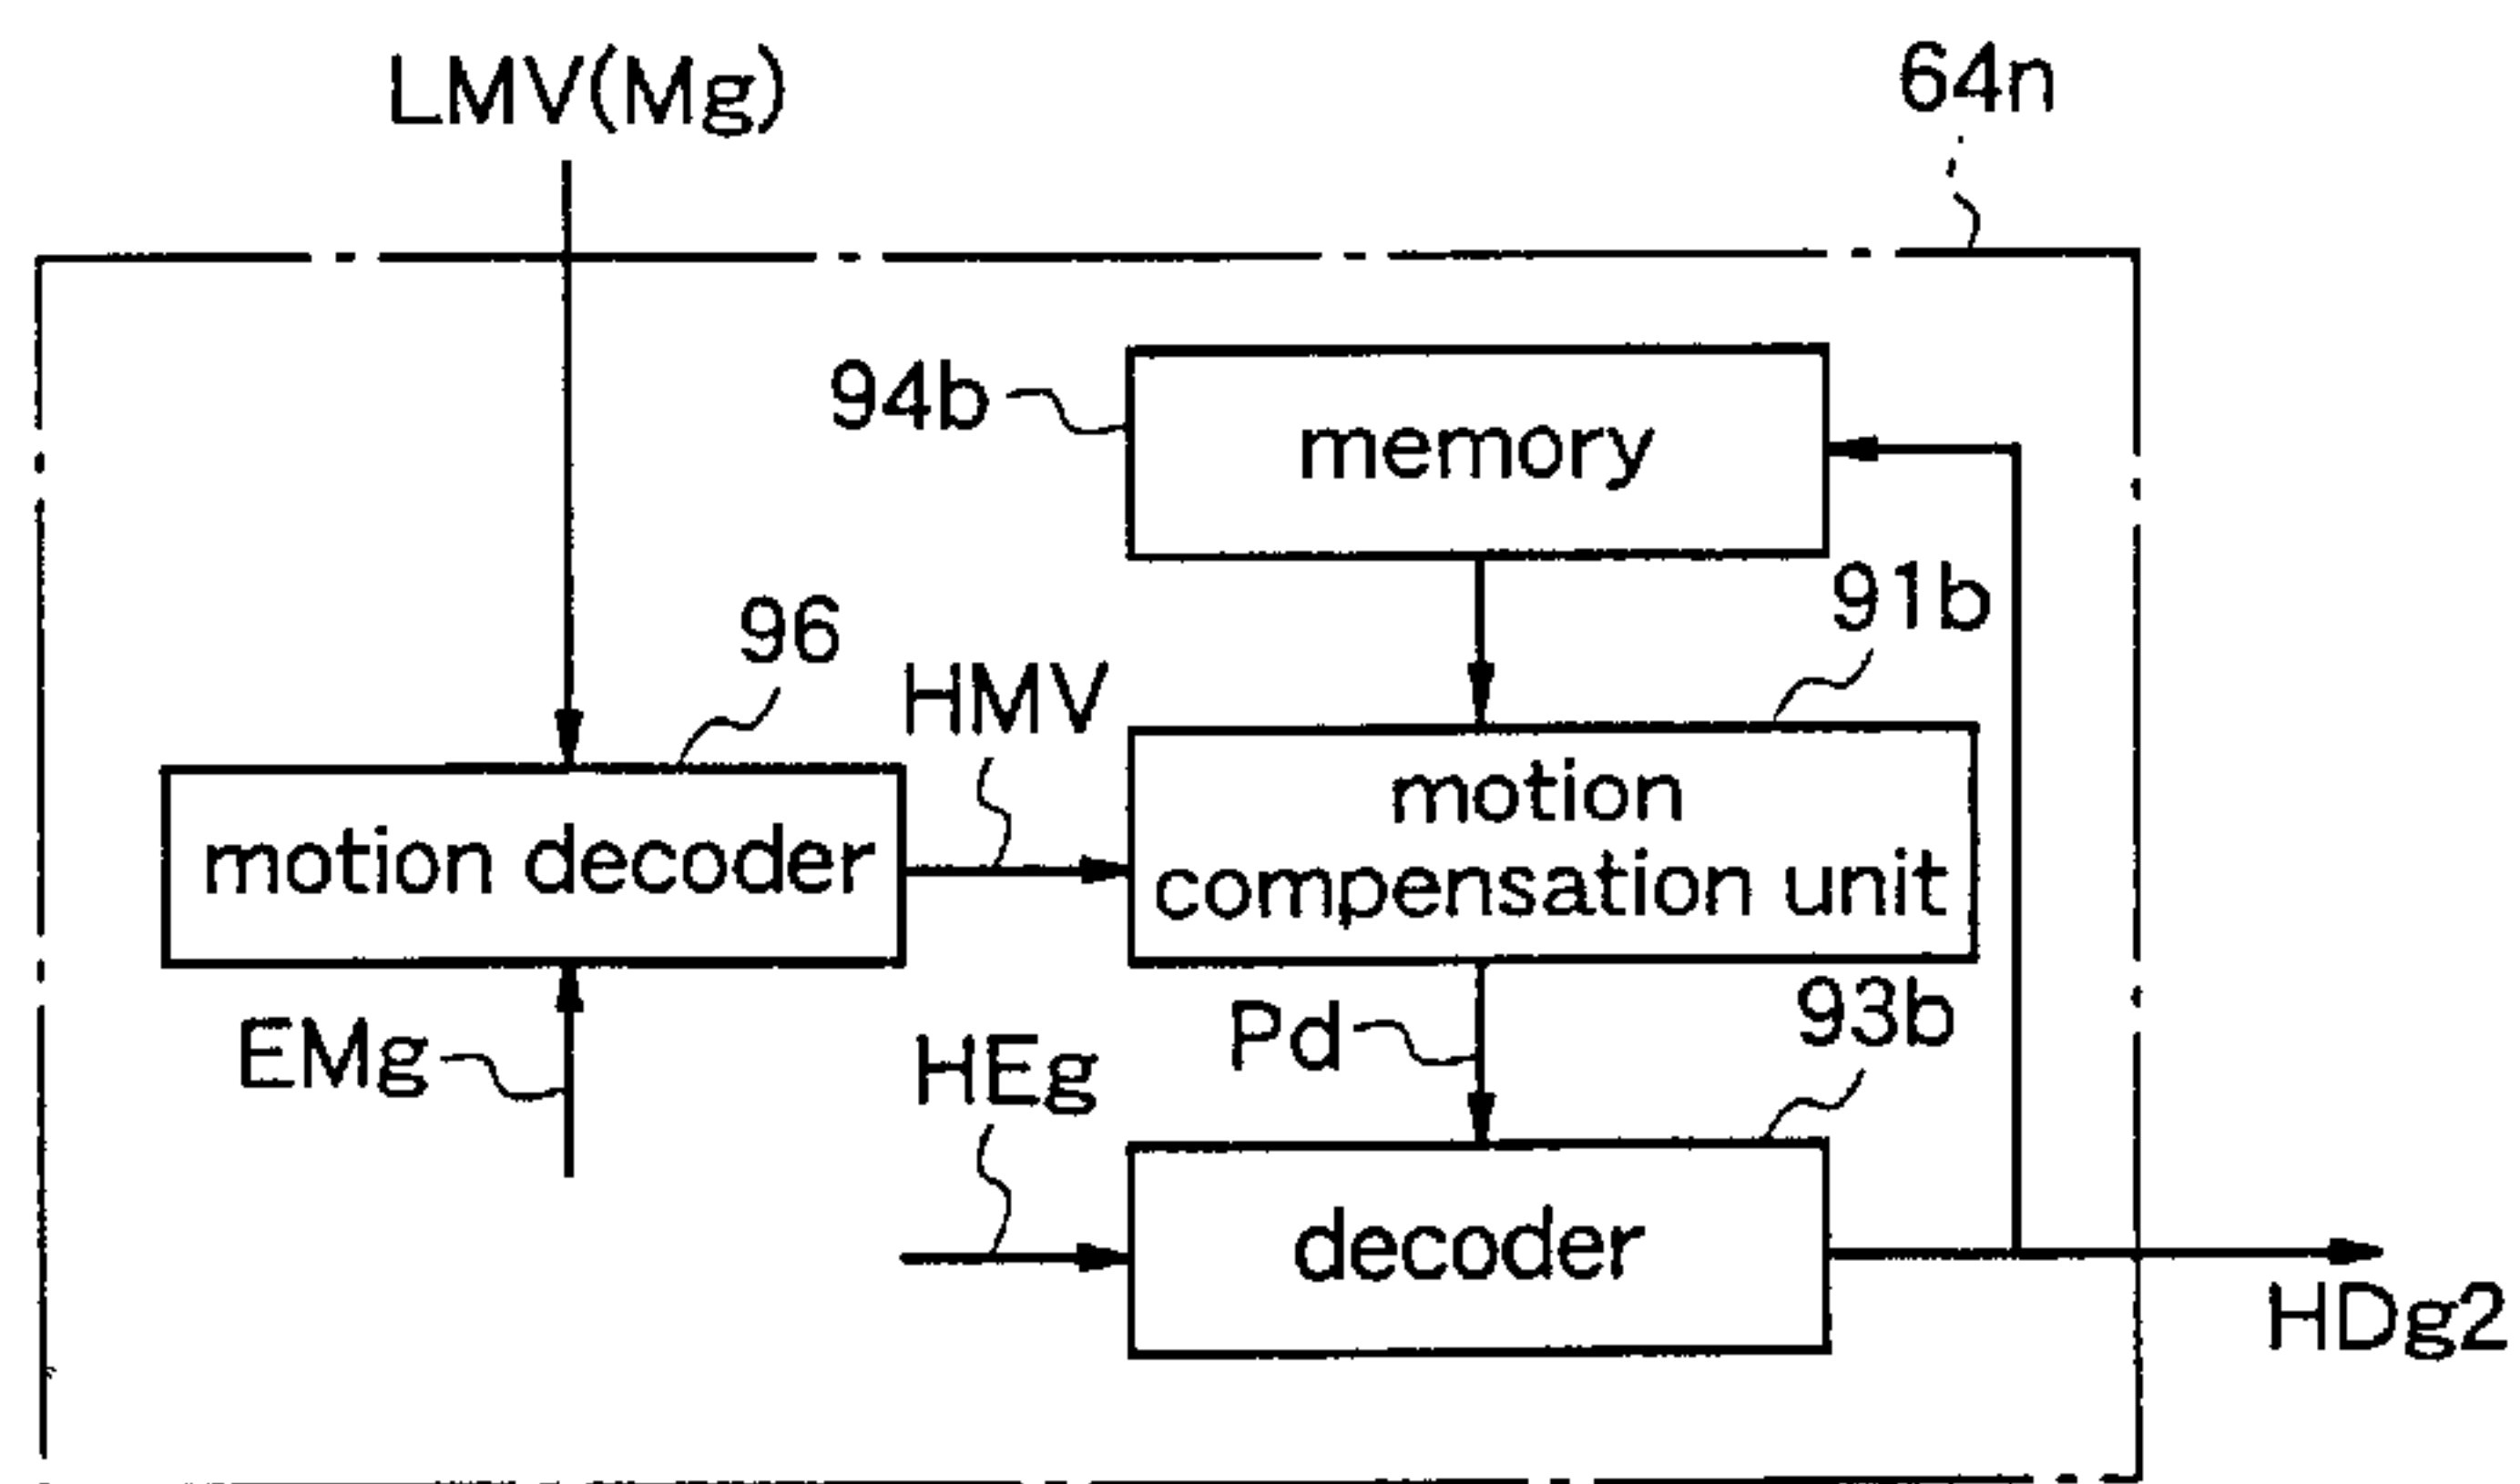 LMV(Mg)
64n
94b
memory
96
HMV
91b
motion decoder
motion
compensation unit
EMg
HEg
Pd
93b
decoder
HDg2